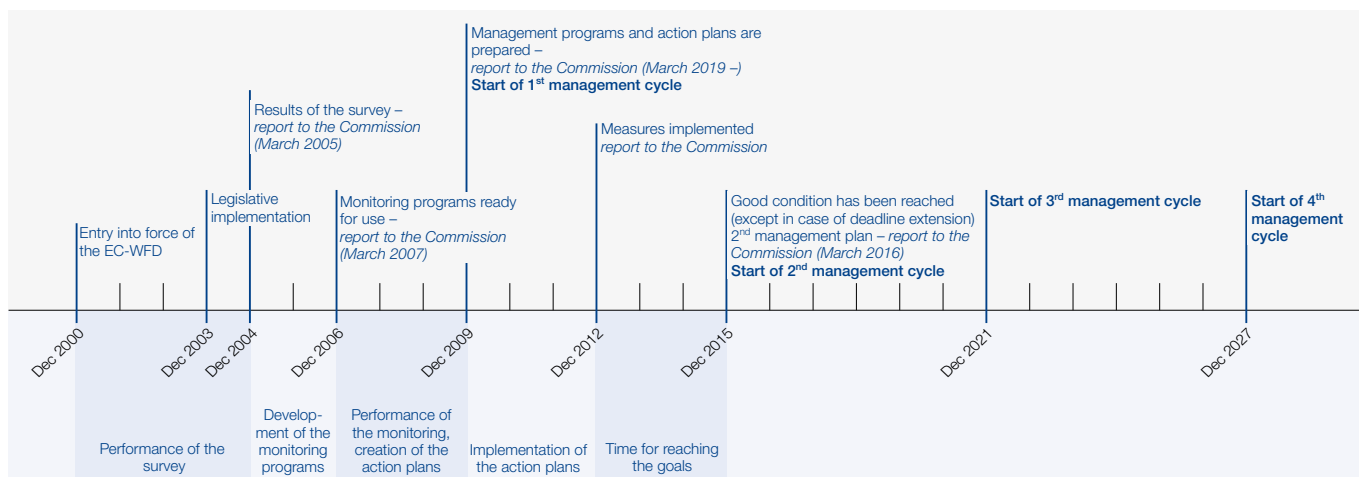 Management programs and action plans are
prepared –
report to the Commission (March 2019 –)
Start of 1st management cycle
Results of the survey –
report to the Commission
(March 2005)
Measures implemented
report to the Commission
Legislative
implementation
Monitoring programs ready
for use –
report to the Commission
(March 2007)
Good condition has been reached
(except in case of deadline extension)
2nd management plan – report to the
Commission (March 2016)
Start of 2nd management cycle
Start of 3rd management cycle
Start of 4th
management
cycle
Entry into force of
the EC-WFD
Dec 2000
Dec 2003
Dec 2004
Dec 2006
Dec 2009
Dec 2012
Dec 2015
Dec 2021
Dec 2027
Performance of the
survey
Develop-
ment of the
monitoring
programs
Performance of
the monitoring,
creation of the
action plans
Implementation of
the action plans
Time for reaching
the goals